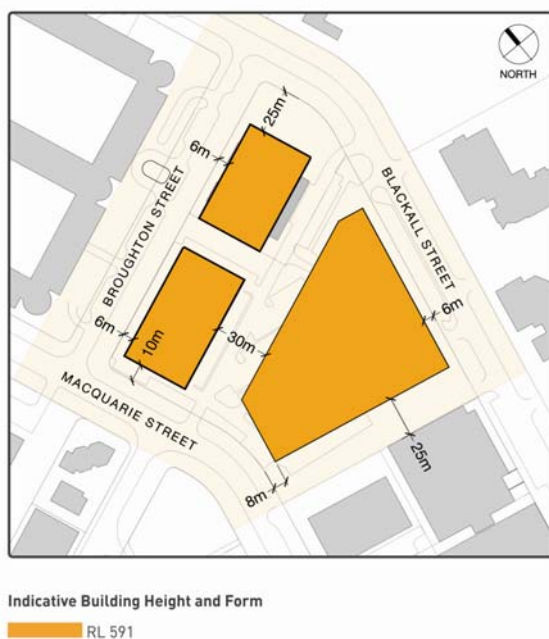 NORTH
25m
6m
BROUGHTON STREET
BLACKALL STREET
6m
6m
10m
30m
MACQUARIE STREET
25m
8m
Indicative Building Height and Form
RL 591